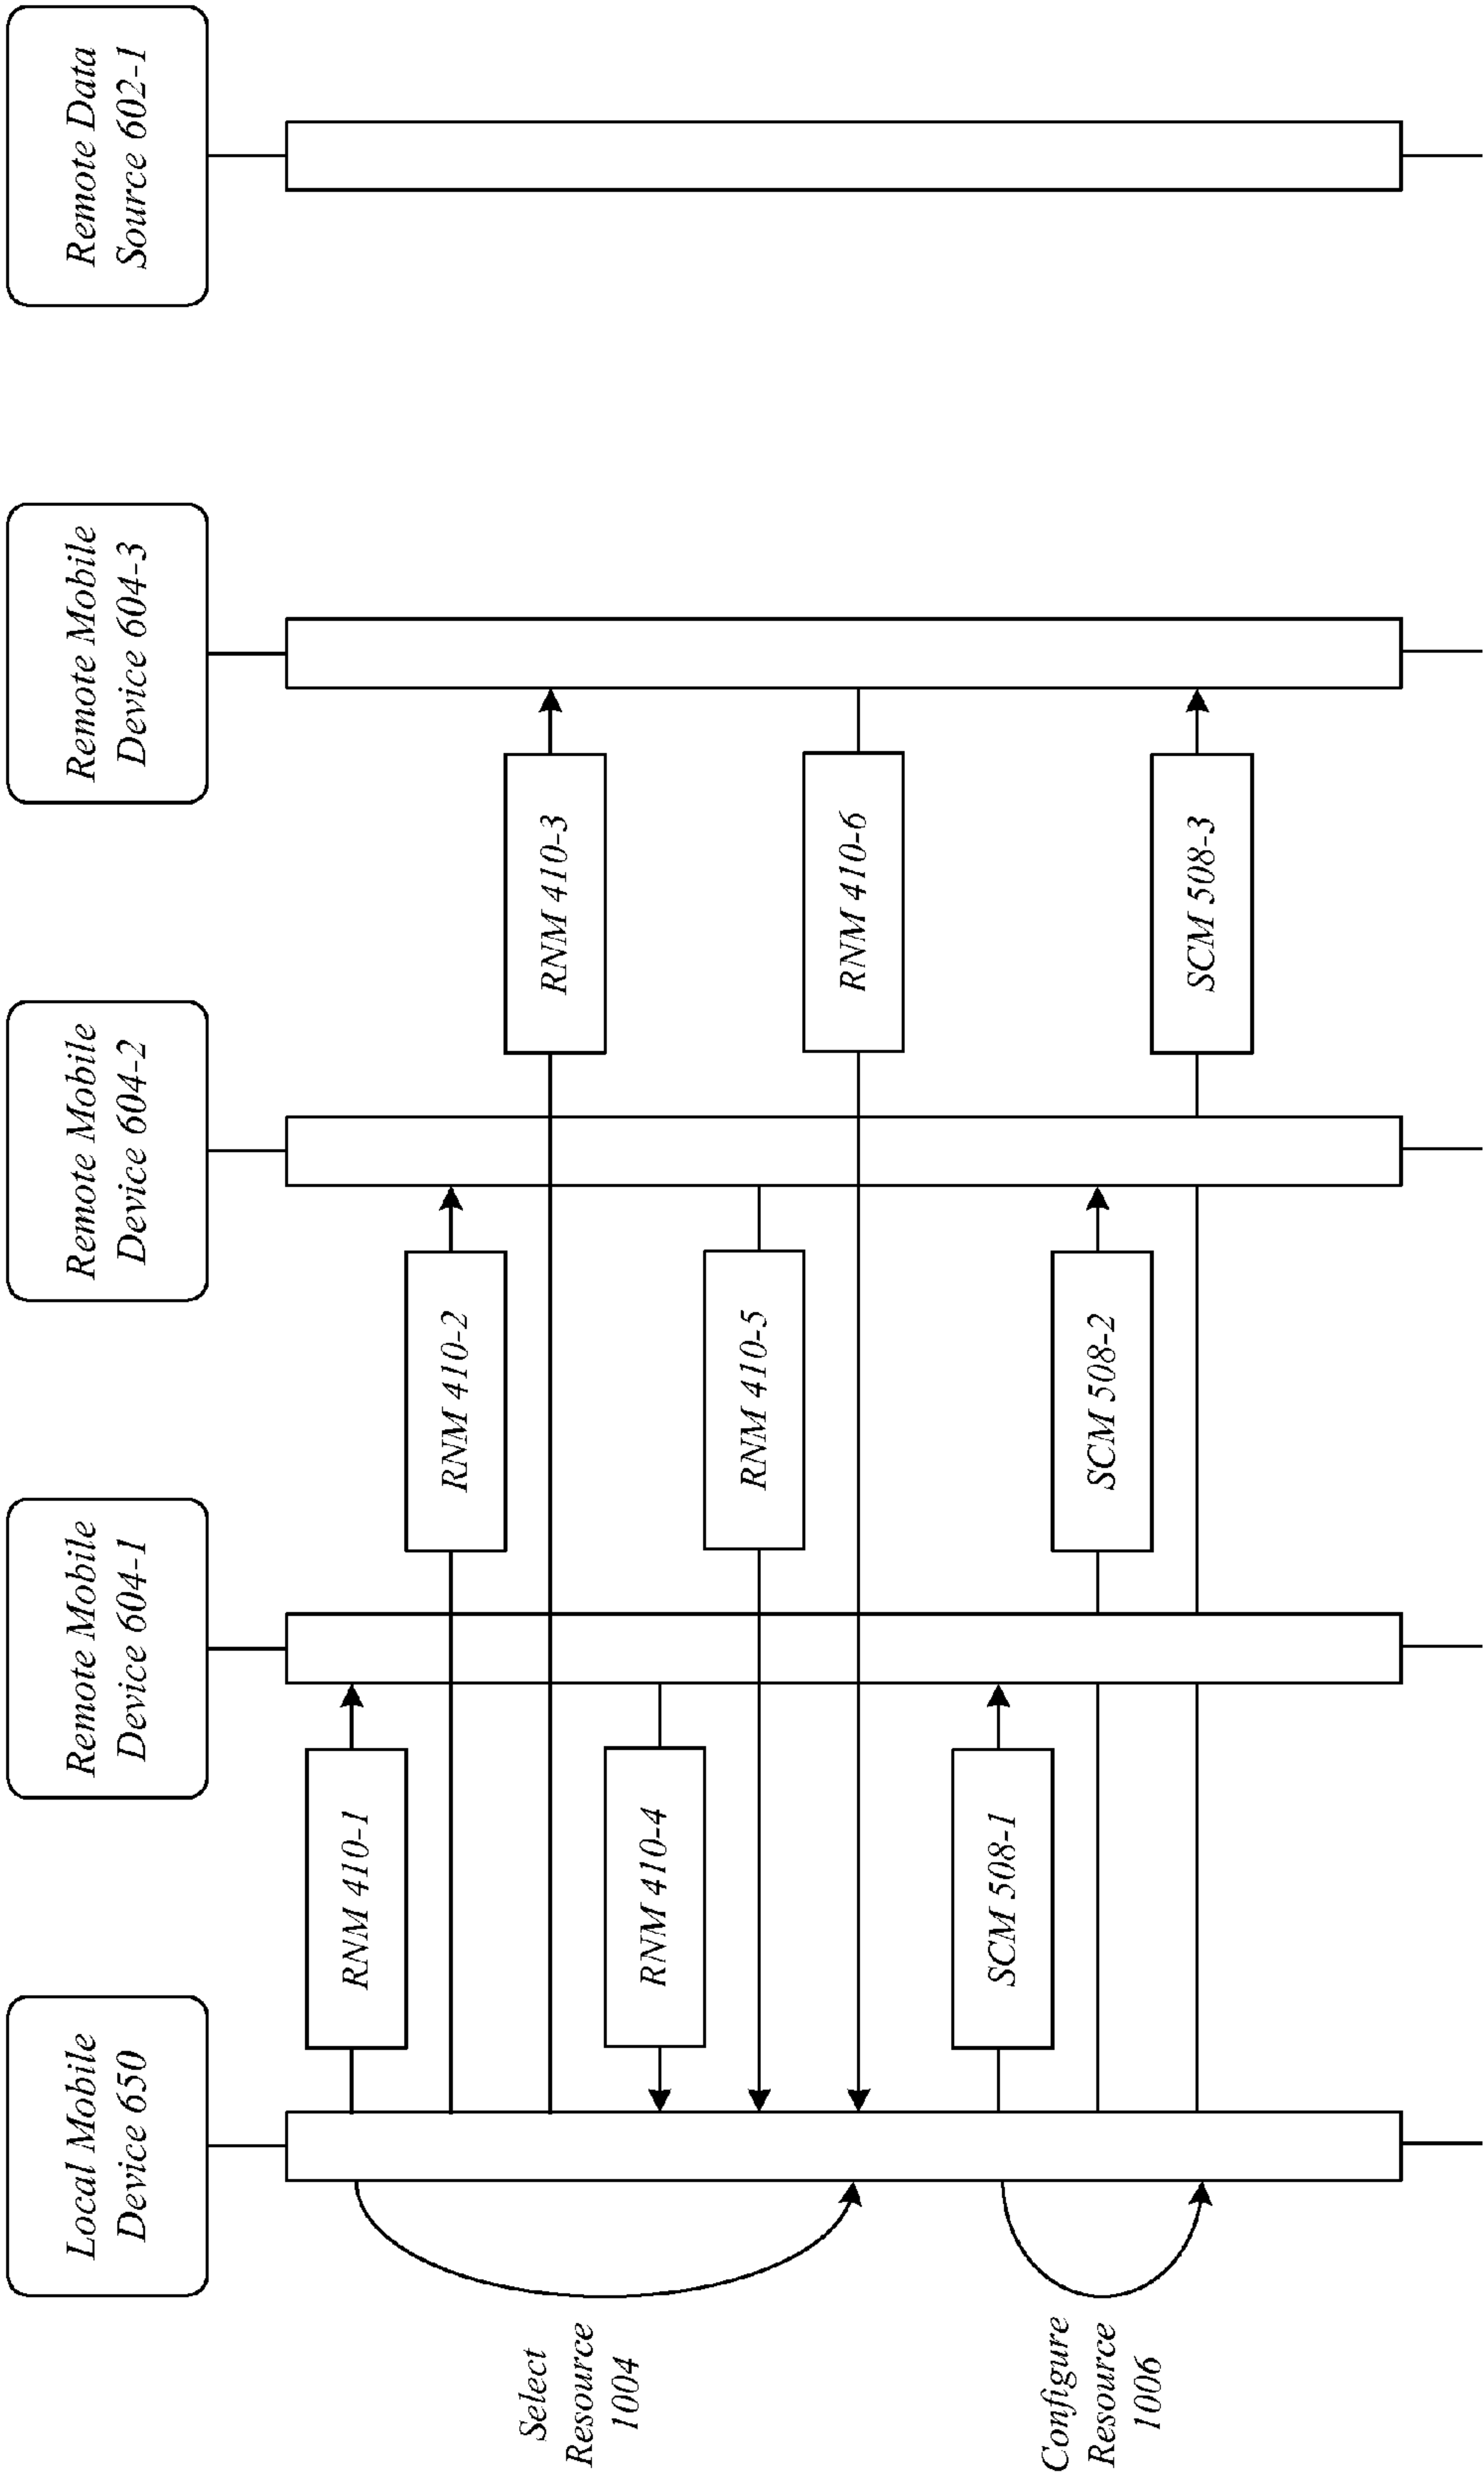 Local Mobile
Device 650
Remote Mobile
Device 604-1
Remote Mobile
Device 604-2
Remote Mobile
Device 604-3
Remote Data
Source 602-1
RNM 410-1
RNM 410-2
RNM 410-3
Select
Resource
1004
RNM 410-4
RNM 410-5
RNM 410-6
SCM 508-1
Configure
Resource
1006
SCM 508-2
SCM 508-3